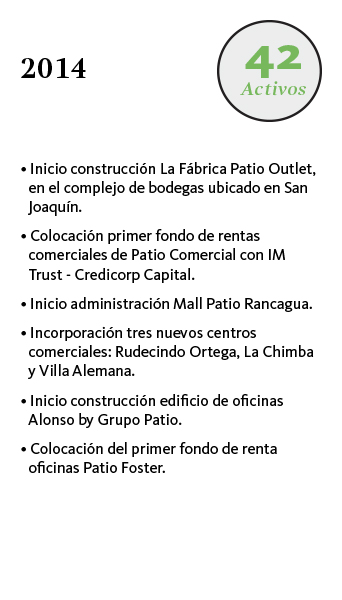 2014
42
Activos
• Inicio construcción La Fábrica Patio Outlet,
en el complejo de bodegas ubicado en San
Joaquín.
• Colocación primer fondo de rentas
comerciales de Patio Comercial con IM
Trust - Credicorp Capital.
• Inicio administración Mall Patio Rancagua.
• Incorporación tres nuevos centros
comerciales: Rudecindo Ortega, La Chimba
y Villa Alemana.
• Inicio construcción edificio de oficinas
Alonso by Grupo Patio.
• Colocación del primer fondo de renta
oficinas Patio Foster.